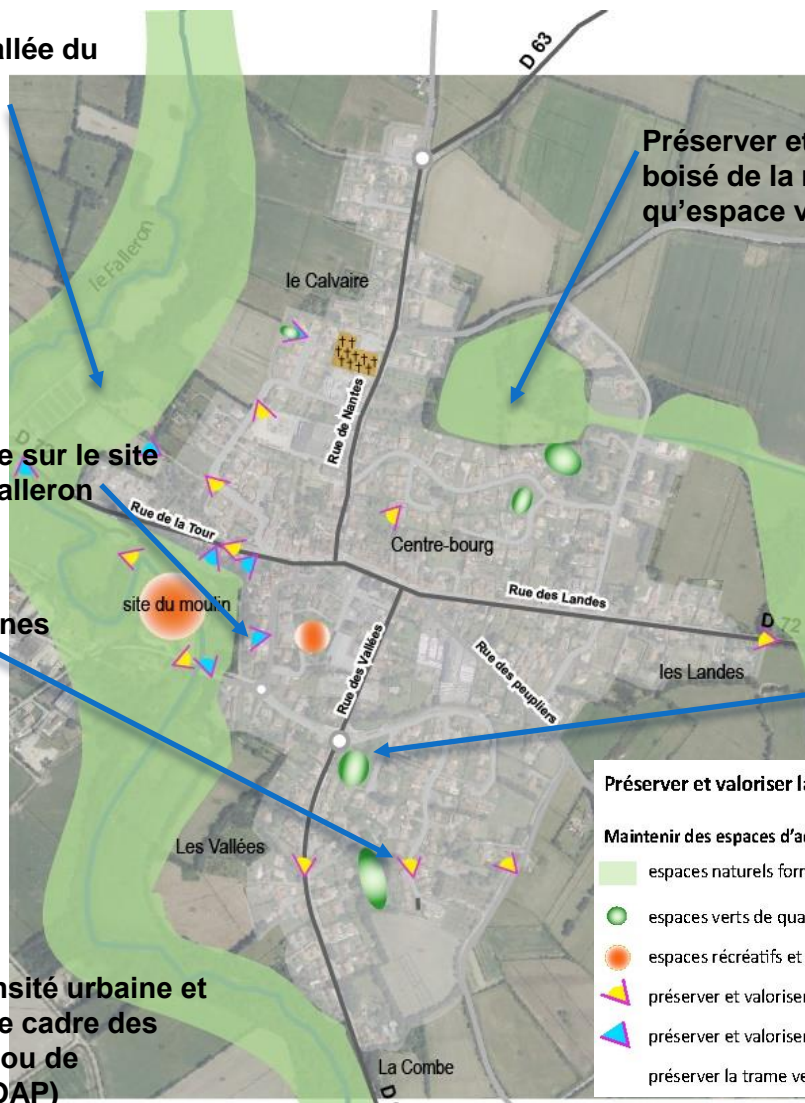 allée du
D 63
Préserver et
boisé de la
qu'espace v
le Falleron
le Calvaire
Rue de Nantes
e sur le site
alleron
D 72
Rue de la Tour
Centre-bourg
Rue des Landes
site du moulin
D 72
nes
Rue des Vallées
Rue des peupliers
les Landes
Les Vallées
Préserver et valoriser la
Maintenir des espaces d'a
espaces naturels for
espaces verts de qua
espaces récréatifs et
préserver et valoriser
préserver et valoriser
préserver la trame ve
nsité urbaine et
e cadre des
ou de
OAP)
La Combe
D